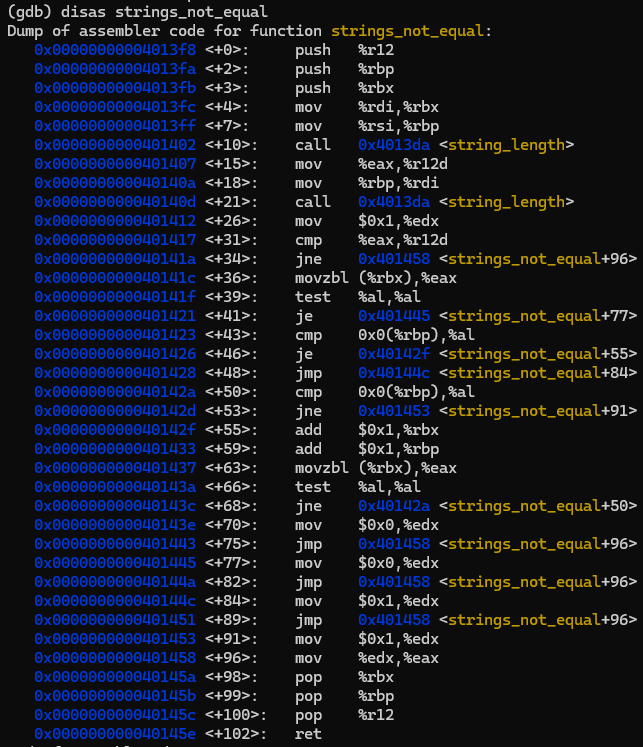 (gdb) disas strings_not_equal
Dump of assembler code for function strings_not_equal:
   0x00000000004013f8 <+0>:     push   %r12
   0x00000000004013fa <+2>:     push   %rbp
   0x00000000004013fb <+3>:     push   %rbx
   0x00000000004013fc <+4>:     mov    %rdi,%rbx
   0x00000000004013ff <+7>:     mov    %rsi,%rbp
   0x0000000000401402 <+10>:    call   0x4013da <string_length>
   0x0000000000401407 <+15>:    mov    %eax,%r12d
   0x000000000040140a <+18>:    mov    %rbp,%rdi
   0x000000000040140d <+21>:    call   0x4013da <string_length>
   0x0000000000401412 <+26>:    mov    $0x1,%edx
   0x0000000000401417 <+31>:    cmp    %eax,%r12d
   0x000000000040141a <+34>:    jne    0x401458 <strings_not_equal+96>
   0x000000000040141c <+36>:    movzbl (%rbx),%eax
   0x000000000040141f <+39>:    test   %al,%al
   0x0000000000401421 <+41>:    je     0x401445 <strings_not_equal+77>
   0x0000000000401423 <+43>:    cmp    0x0(%rbp),%al
   0x0000000000401426 <+46>:    je     0x40142f <strings_not_equal+55>
   0x0000000000401428 <+48>:    jmp    0x40144c <strings_not_equal+84>
   0x000000000040142a <+50>:    cmp    0x0(%rbp),%al
   0x000000000040142d <+53>:    jne    0x401453 <strings_not_equal+91>
   0x000000000040142f <+55>:    add    $0x1,%rbx
   0x0000000000401433 <+59>:    add    $0x1,%rbp
   0x0000000000401437 <+63>:    movzbl (%rbx),%eax
   0x000000000040143a <+66>:    test   %al,%al
   0x000000000040143c <+68>:    jne    0x40142a <strings_not_equal+50>
   0x000000000040143e <+70>:    mov    $0x0,%edx
   0x0000000000401443 <+75>:    jmp    0x401458 <strings_not_equal+96>
   0x0000000000401445 <+77>:    mov    $0x0,%edx
   0x000000000040144a <+82>:    jmp    0x401458 <strings_not_equal+96>
   0x000000000040144c <+84>:    mov    $0x1,%edx
   0x0000000000401451 <+89>:    jmp    0x401458 <strings_not_equal+96>
   0x0000000000401453 <+91>:    mov    $0x1,%edx
   0x0000000000401458 <+96>:    mov    %edx,%eax
   0x000000000040145a <+98>:    pop    %rbx
   0x000000000040145b <+99>:    pop    %rbp
   0x000000000040145c <+100>:   pop    %r12
   0x000000000040145e <+102>:   ret